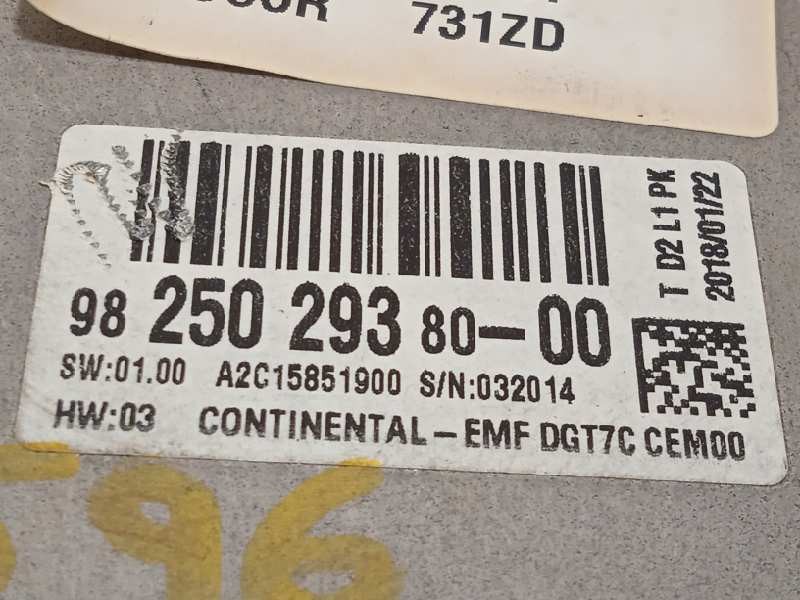 731ZD
98 250 293 80-00
SW:01.00 A2C15851900 S/N:032014
HW:03 CONTINENTAL-EMF DGT7C CEM00
T D2 L1 PK
2018/01/22
596